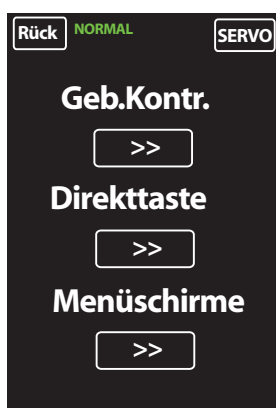 Rück NORMAL SERVO
Geb.Kontr.
>>
Direkttaste
>>
Menüschirme
>>